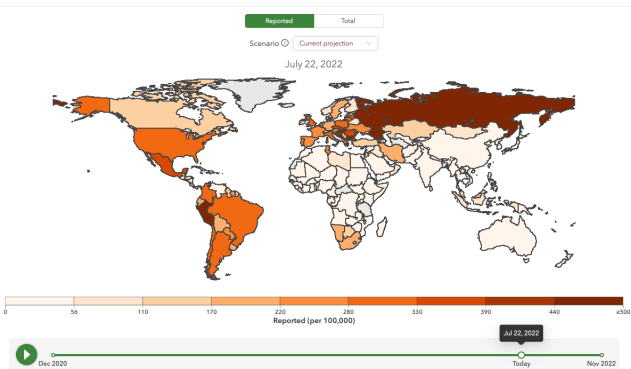 Reported Total
Scenario ⓘ Current projection
July 22, 2022
0 56 110 170 220 280 330 390 440 ≥500
Reported (per 100,000)
Jul 22, 2022
Dec 2020 Today Nov 2022